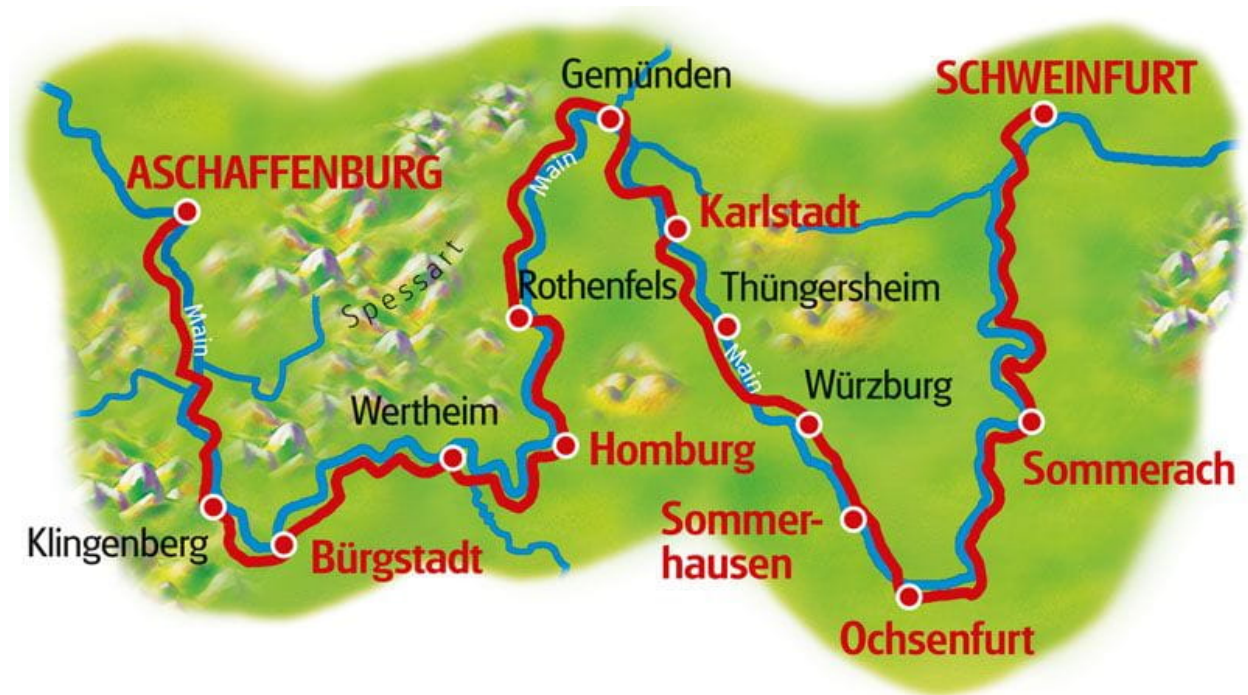 Gemünden
SCHWEINFURT
ASCHAFFENBURG
Main
Karlstadt
Spessart
Rothenfels
Thüngersheim
Main
Main
Würzburg
Wertheim
Homburg
Sommerach
Klingenberg
Bürgstadt
Sommer-
hausen
Ochsenfurt